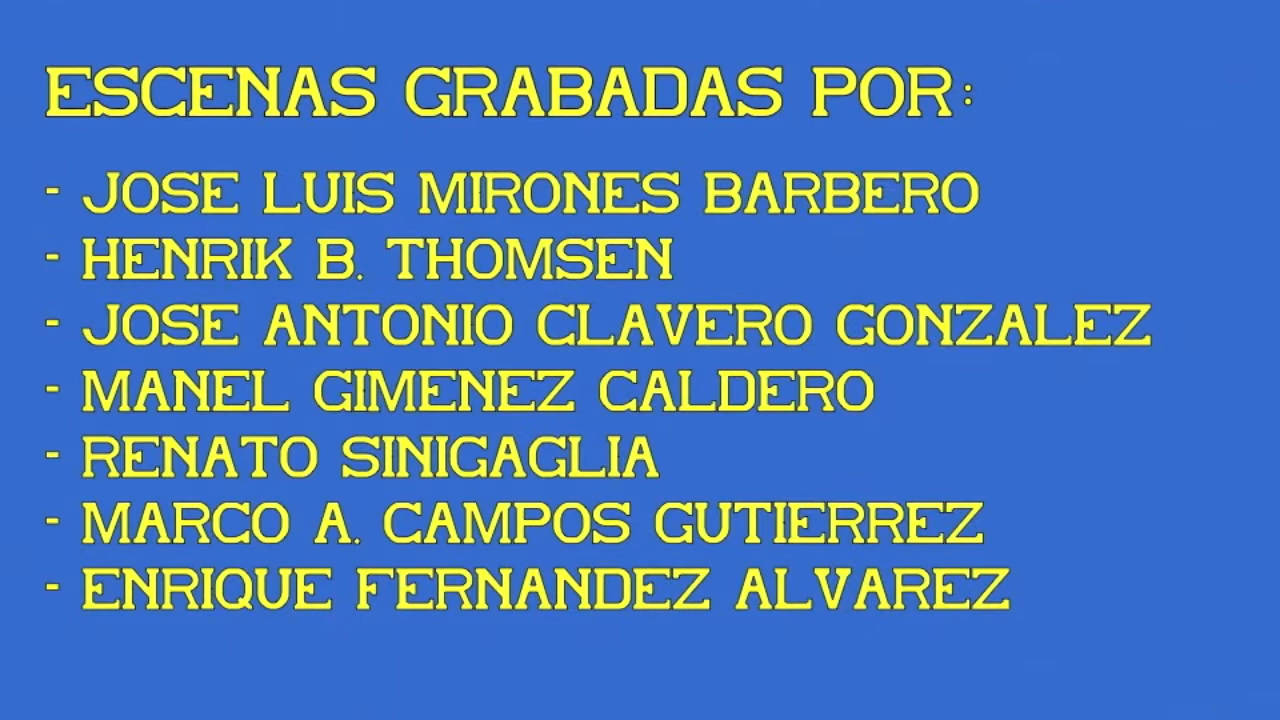 ESCENAS GRABADAS POR:
- JOSE LUIS MIRONES BARBERO
- HENRIK B. THOMSEN
- JOSE ANTONIO CLAVERO GONZALEZ
- MANEL GIMENEZ CALDERO
- RENATO SINIGAGLIA
- MARCO A. CAMPOS GUTIERREZ
- ENRIQUE FERNANDEZ ALVAREZ